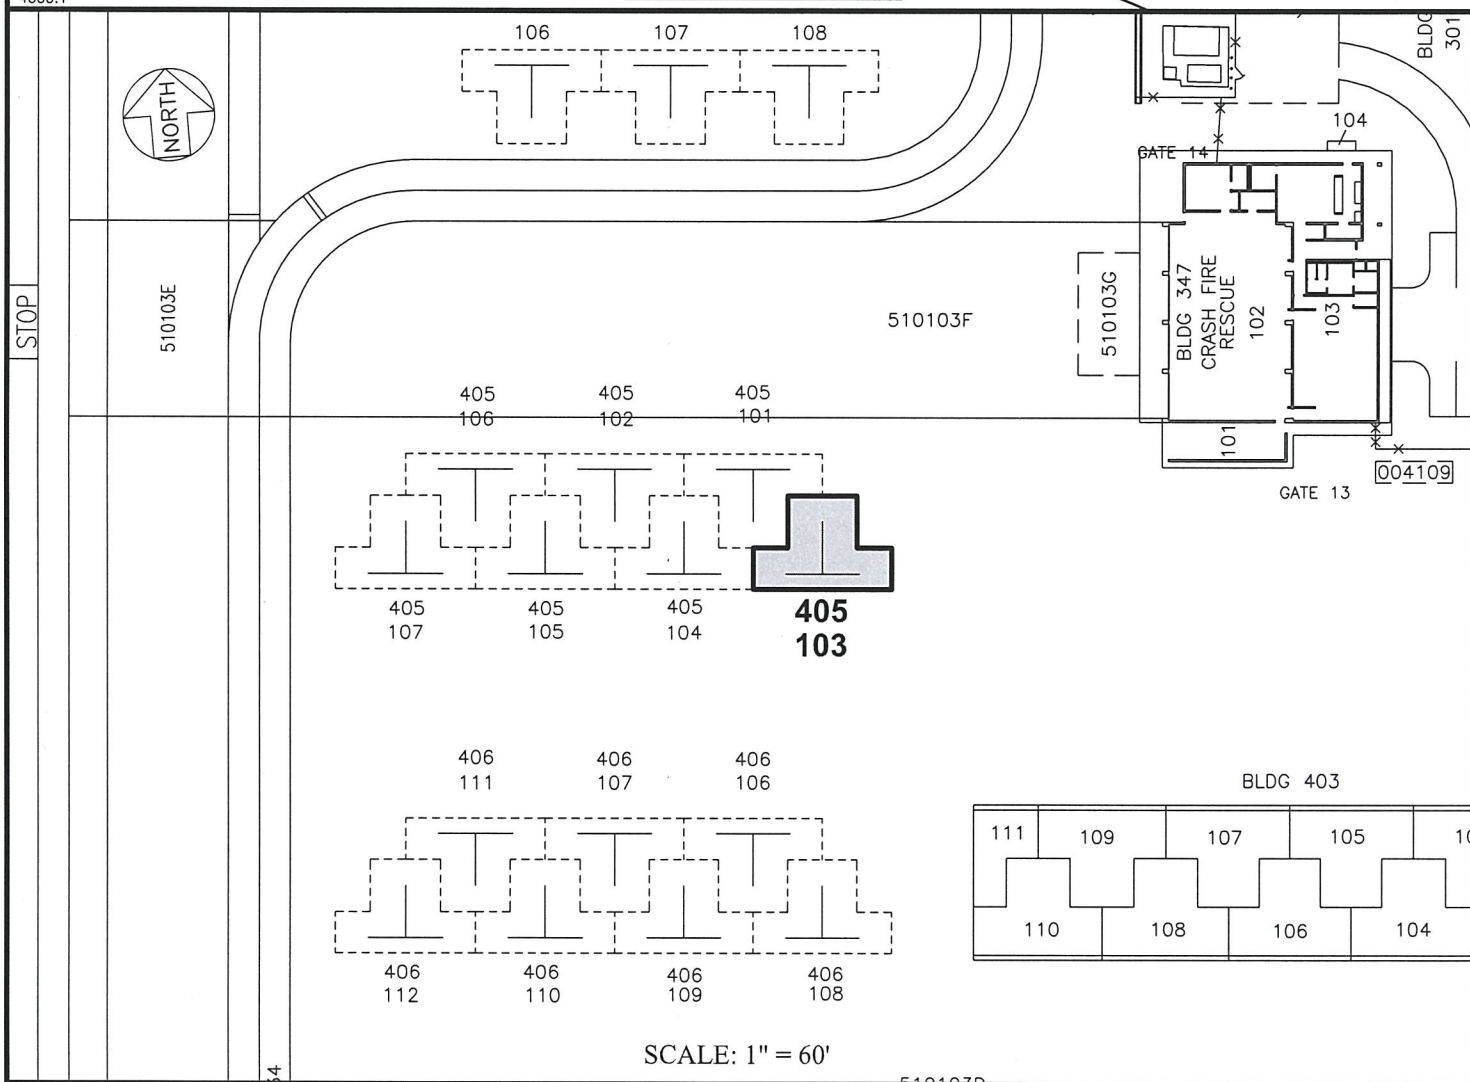 106 107 108
BLDG
301
NORTH
104
GATE 14
STOP
510103E
510103F
510103G
BLDG 347
CRASH FIRE
RESCUE
102
103
405 405 405
106 102 101
101
004109
GATE 13
405 405 405 405
107 105 104 103
406 406 406
111 107 106
BLDG 403
111 109 107 105
110 108 106 104
406 406 406 406
112 110 109 108
SCALE: 1" = 60'